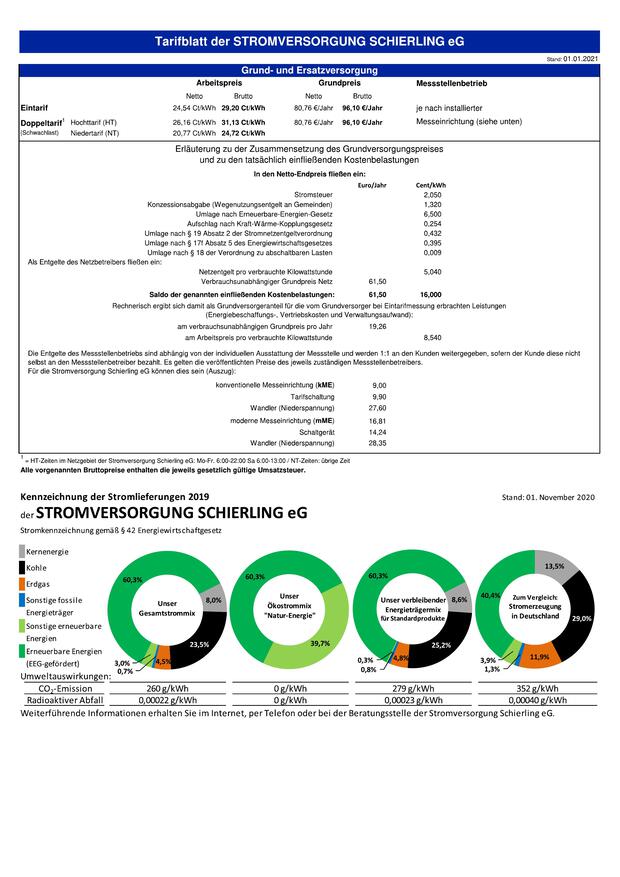 Tarifblatt der STROMVERSORGUNG SCHIERLING eG
Stand: 01.01.2021
Grund- und Ersatzversorgung
Arbeitspreis Grundpreis Messstellenbetrieb
Netto Brutto Netto Brutto
Eintarif 24,54 Ct/kWh 29,20 Ct/kWh 80,76 €/Jahr 96,10 €/Jahr je nach installierter
Doppeltarif1 Hochttarif (HT) 26,16 Ct/kWh 31,13 Ct/kWh 80,76 €/Jahr 96,10 €/Jahr Messeinrichtung (siehe unten)
(Schwachlast) Niedertarif (NT) 20,77 Ct/kWh 24,72 Ct/kWh
Erläuterung zu der Zusammensetzung des Grundversorgungspreises
und zu den tatsächlich einfließenden Kostenbelastungen
In den Netto-Endpreis fließen ein:
Euro/Jahr Cent/kWh
Stromsteuer 2,050
Konzessionsabgabe (Wegenutzungsentgelt an Gemeinden) 1,320
Umlage nach Erneuerbare-Energien-Gesetz 6,500
Aufschlag nach Kraft-Wärme-Kopplungsgesetz 0,254
Umlage nach § 19 Absatz 2 der Stromnetzentgeltverordnung 0,432
Umlage nach § 17f Absatz 5 des Energiewirtschaftsgesetzes 0,395
Umlage nach § 18 der Verordnung zu abschaltbaren Lasten 0,009
Als Entgelte des Netzbetreibers fließen ein:
Netzentgelt pro verbrauchte Kilowattstunde 5,040
Verbrauchsunabhängiger Grundpreis Netz 61,50
Saldo der genannten einfließenden Kostenbelastungen: 61,50 16,000
Rechnerisch ergibt sich damit als Grundversorgeranteil für die vom Grundversorger bei Eintarifmessung erbrachten Leistungen
(Energiebeschaffungs-, Vertriebskosten und Verwaltungsaufwand):
am verbrauchsunabhänigigen Grundpreis pro Jahr 19,26
am Arbeitspreis pro verbrauchte Kilowattstunde 8,540
Die Entgelte des Messstellenbetriebs sind abhängig von der individuellen Ausstattung der Messstelle und werden 1:1 an den Kunden weitergegeben, sofern der Kunde diese nicht
selbst an den Messstellenbetreiber bezahlt. Es gelten die veröffentlichten Preise des jeweils zuständigen Messstellenbetreibers.
Für die Stromversorgung Schierling eG können dies sein (Auszug):
konventionelle Messeinrichtung (kME) 9,00
Tarifschaltung 9,90
Wandler (Niederspannung) 27,60
moderne Messeinrichtung (mME) 16,81
Schaltgerät 14,24
Wandler (Niederspannung) 28,35
1 = HT-Zeiten im Netzgebiet der Stromversorgung Schierling eG: Mo-Fr. 6:00-22:00 Sa 6:00-13:00 / NT-Zeiten: übrige Zeit
Alle vorgenannten Bruttopreise enthalten die jeweils gesetzlich gültige Umsatzsteuer.
Kennzeichnung der Stromlieferungen 2019 Stand: 01. November 2020
der STROMVERSORGUNG SCHIERLING eG
Stromkennzeichnung gemäß § 42 Energiewirtschaftgesetz
Kernenergie
Kohle
Erdgas
Sonstige fossile
Energieträger
Sonstige erneuerbare
Energien
Erneuerbare Energien
(EEG-gefördert)
Unser
Gesamtstrommix
60,3%
8,0%
23,5%
4,5%
0,7%
3,0%
Unser
Ökostrommix
"Natur-Energie"
60,3%
39,7%
Unser verbleibender
Energieträgermix
für Standardprodukte
60,3%
8,6%
25,2%
4,8%
0,8%
0,3%
Zum Vergleich:
Stromerzeugung
in Deutschland
40,4%
13,5%
29,0%
11,9%
1,3%
3,9%
Umweltauswirkungen:
CO2-Emission 260 g/kWh 0 g/kWh 279 g/kWh 352 g/kWh
Radioaktiver Abfall 0,00022 g/kWh 0 g/kWh 0,00023 g/kWh 0,00040 g/kWh
Weiterführende Informationen erhalten Sie im Internet, per Telefon oder bei der Beratungsstelle der Stromversorgung Schierling eG.